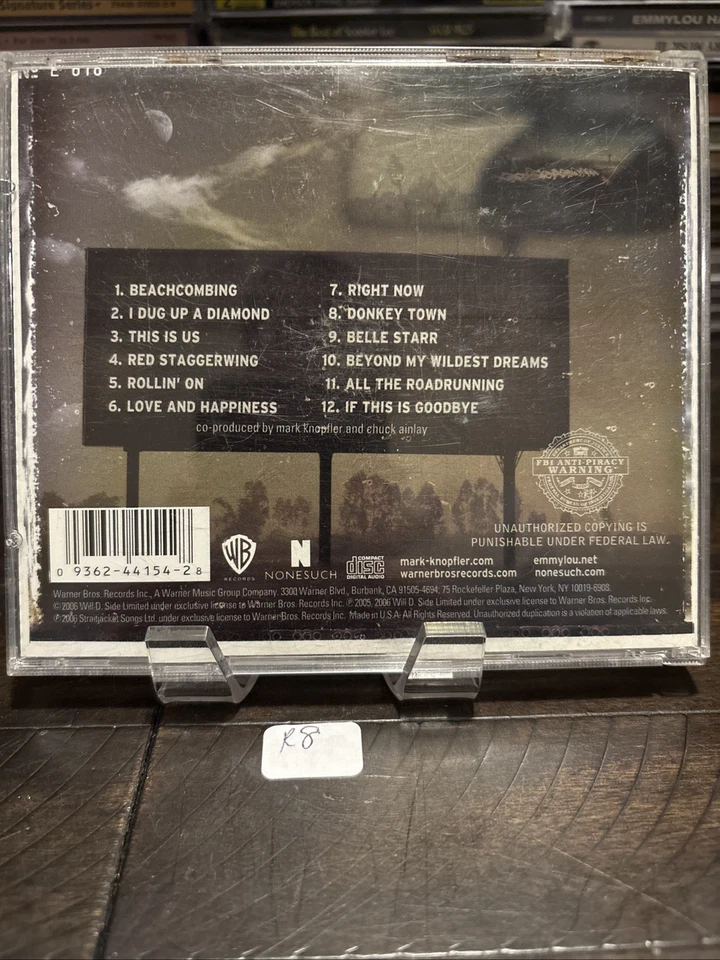 Signature Series
EMMYLOU H
1. BEACHCOMBING
2. I DUG UP A DIAMOND
3. THIS IS US
4. RED STAGGERWING
5. ROLLIN' ON
6. LOVE AND HAPPINESS
7. RIGHT NOW
8. DONKEY TOWN
9. BELLE STARR
10. BEYOND MY WILDEST DREAMS
11. ALL THE ROADRUNNING
12. IF THIS IS GOODBYE
co-produced by mark knopfler and chuck ainlay
FBI ANTI-PIRACY
WARNING
UNAUTHORIZED COPYING IS
PUNISHABLE UNDER FEDERAL LAW.
0 9362-44154-2 8
WB
RECORDS
N
NONESUCH
COMPACT
disc
DIGITAL AUDIO
mark-knopfler.com
warnerbrosrecords.com
emmylou.net
nonesuch.com
Warner Bros. Records Inc., A Warner Music Group Company. 3300 Warner Blvd., Burbank, CA 91505-4694; 75 Rockefeller Plaza, New York, NY 10019-6908.
© 2006 Will D. Side Limited under exclusive license to Warner Bros. Records Inc. ℗ 2005, 2006 Will D. Side Limited under exclusive license to Warner Bros. Records Inc.
℗ 2006 Straitjacket Songs Ltd. under exclusive license to Warner Bros. Records Inc. Made in U.S.A. All Rights Reserved. Unauthorized duplication is a violation of applicable laws.
R8